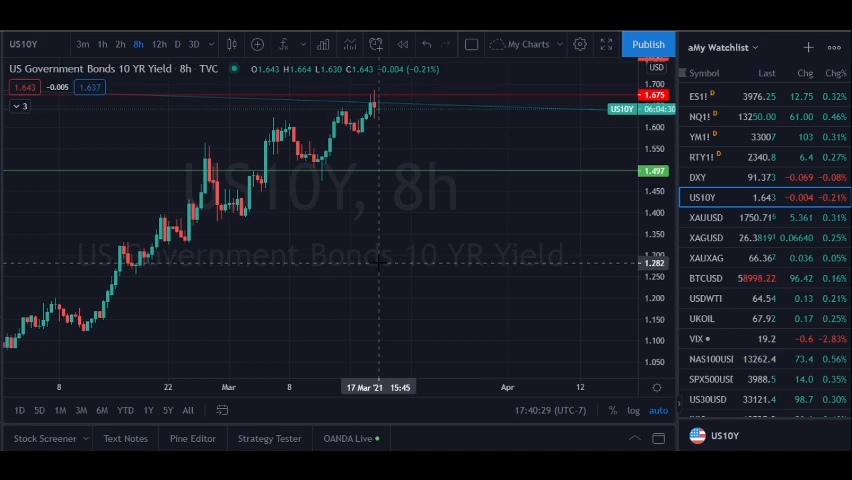 US10Y 3m 1h 2h 8h 12h D 3D My Charts Publish
US Government Bonds 10 YR Yield · 8h · TVC O1.643 H1.664 L1.630 C1.643 -0.004 (-0.21%)
USD
1.643 -0.005 1.637
3
1.700
1.675
US10Y 06:04:30
1.600
1.550
1.497
1.450
1.400
1.350
1.300
1.282
1.250
1.200
1.150
1.100
1.050
US10Y, 8h
US Government Bonds 10 YR Yield
8 22 Mar 8 17 Mar '21 15:45 Apr 12
1D 5D 1M 3M 6M YTD 1Y 5Y All 17:40:29 (UTC-7) % log auto
Stock Screener Text Notes Pine Editor Strategy Tester OANDA Live
aMy Watchlist
Symbol Last Chg Chg%
ES1! D 3976.25 12.75 0.32%
NQ1! D 13250.00 61.00 0.46%
YM1! D 33007 103 0.31%
RTY1! D 2340.8 6.4 0.27%
DXY 91.373 -0.069 -0.08%
US10Y 1.643 -0.004 -0.21%
XAUUSD 1750.716 5.361 0.31%
XAGUSD 26.3819 0.06640 0.25%
XAUXAG 66.36 0.036 0.05%
BTCUSD 58998.22 96.42 0.16%
USDWTI 64.54 0.13 0.21%
UKOIL 67.92 0.17 0.25%
VIX 19.2 -0.6 -2.83%
NAS100USD 13262.4 73.4 0.56%
SPX500USD 3988.5 14.0 0.35%
US30USD 33121.4 98.7 0.30%
US10Y